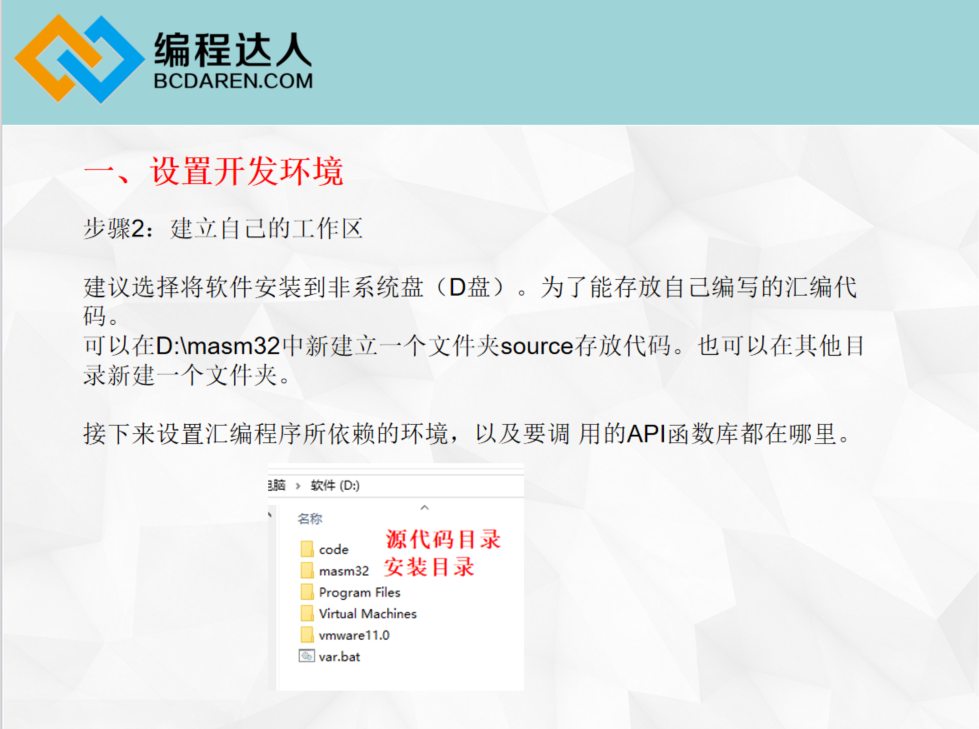 编程达人
BCDAREN.COM
一、设置开发环境
步骤2：建立自己的工作区
建议选择将软件安装到非系统盘（D盘）。为了能存放自己编写的汇编代
码。
可以在D:\masm32中新建立一个文件夹source存放代码。也可以在其他目
录新建一个文件夹。
接下来设置汇编程序所依赖的环境，以及要调 用的API函数库都在哪里。
电脑 › 软件 (D:)
名称
code 源代码目录
masm32 安装目录
Program Files
Virtual Machines
vmware11.0
var.bat